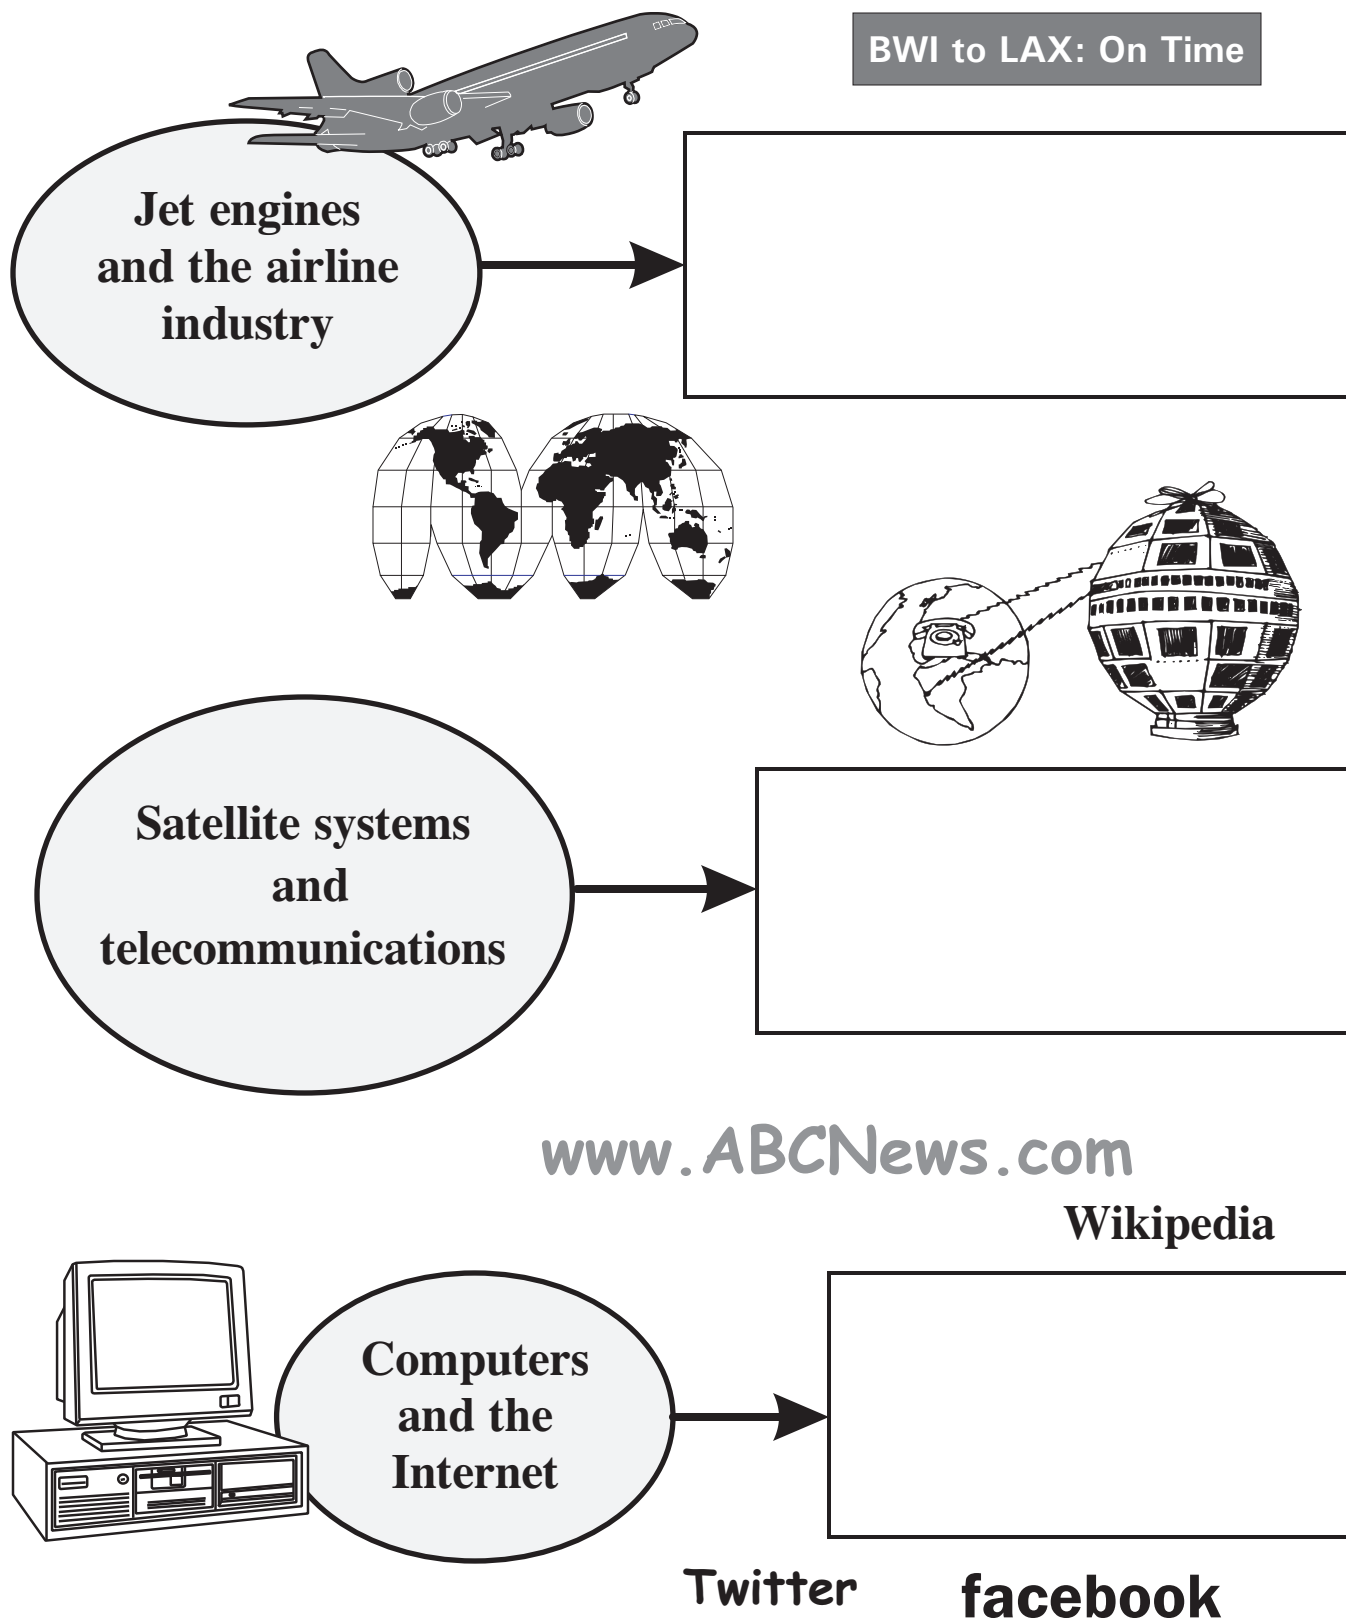 BWI to LAX: On Time
Jet engines
and the airline
industry
Satellite systems
and
telecommunications
www.ABCNews.com
Wikipedia
Computers
and the
Internet
Twitter
facebook